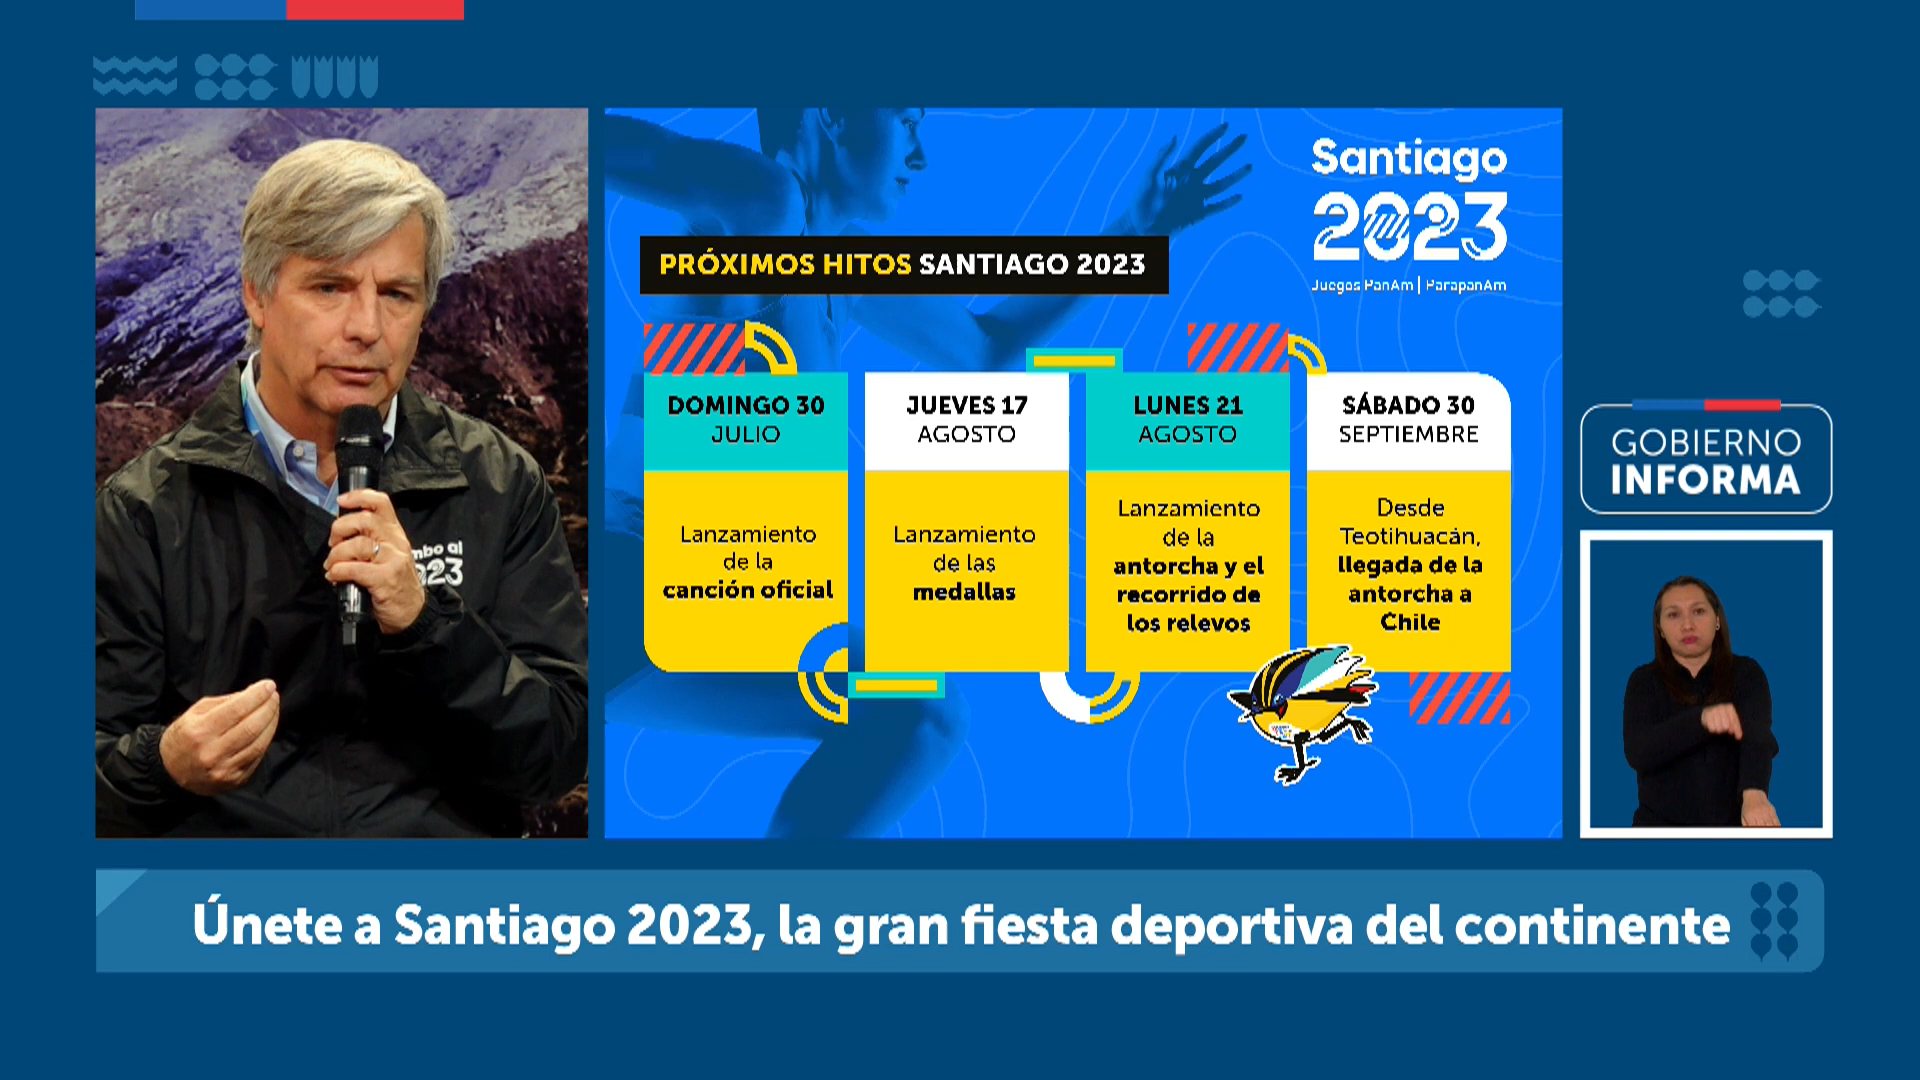 Santiago
2023
Juegos PanAm | ParapanAm
PRÓXIMOS HITOS SANTIAGO 2023
DOMINGO 30
JULIO
Lanzamiento
de la
canción oficial
JUEVES 17
AGOSTO
Lanzamiento
de las
medallas
LUNES 21
AGOSTO
Lanzamiento
de la
antorcha y el
recorrido de
los relevos
SÁBADO 30
SEPTIEMBRE
Desde
Teotihuacán,
llegada de la
antorcha a
Chile
GOBIERNO
INFORMA
Únete a Santiago 2023, la gran fiesta deportiva del continente